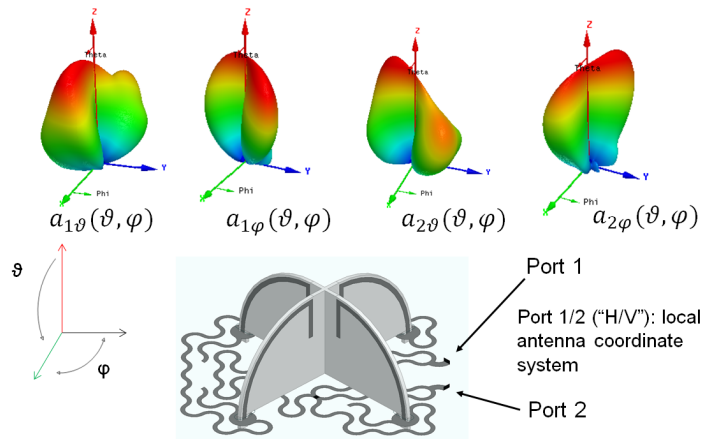 Z
Theta
Y
X
Phi
Z
Theta
Y
X
Phi
Z
Theta
Y
X
Phi
Z
Theta
Y
X
Phi
a₁ϑ(ϑ, φ)
a₁φ(ϑ, φ)
a₂ϑ(ϑ, φ)
a₂φ(ϑ, φ)
ϑ
φ
Port 1
Port 1/2 (“H/V”): local
antenna coordinate
system
Port 2